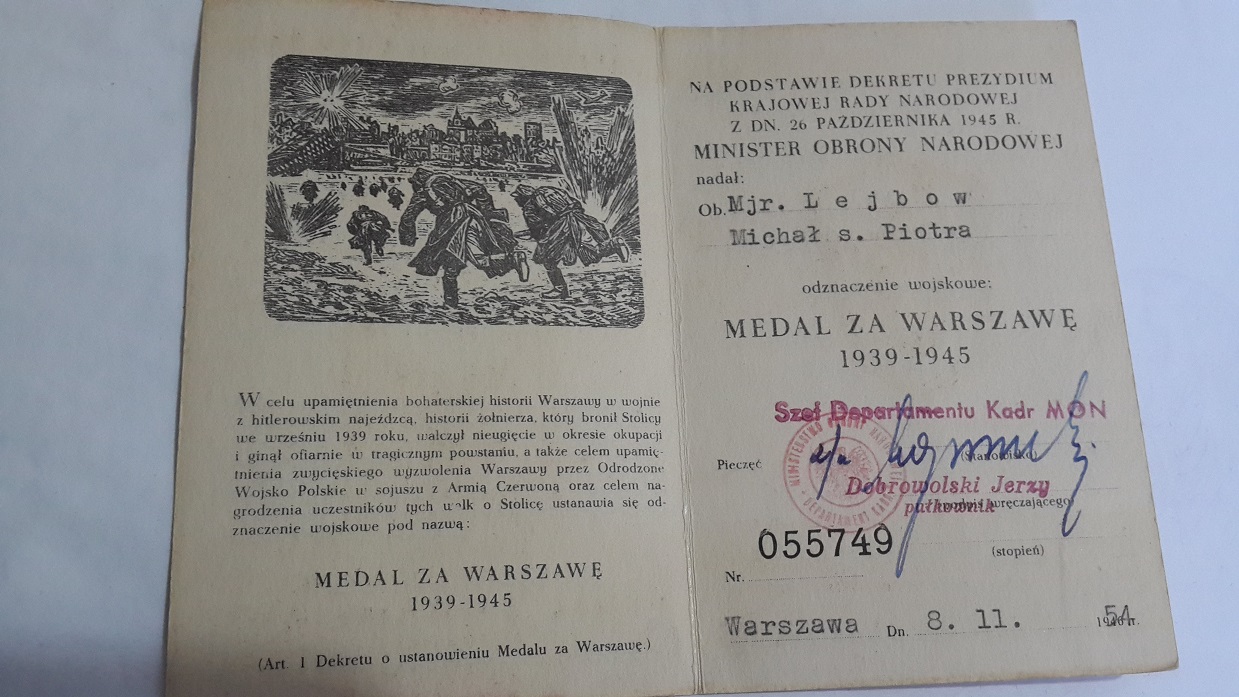 W celu upamiętnienia bohaterskiej historii Warszawy w wojnie
z hitlerowskim najeźdzcą, historii żołnierza, który bronił Stolicy
we wrześniu 1939 roku, walczył nieugięcie w okresie okupacji
i ginął ofiarnie w tragicznym powstaniu, a także celem upamię-
tnienia zwycięskiego wyzwolenia Warszawy przez Odrodzone
Wojsko Polskie w sojuszu z Armią Czerwoną oraz celem na-
grodzenia uczestników tych walk o Stolicę ustanawia się od-
znaczenie wojskowe pod nazwą:
MEDAL ZA WARSZAWĘ
1939-1945
(Art. 1 Dekretu o ustanowieniu Medalu za Warszawę.)
NA PODSTAWIE DEKRETU PREZYDIUM
KRAJOWEJ RADY NARODOWEJ
Z DN. 26 PAŹDZIERNIKA 1945 R.
MINISTER OBRONY NARODOWEJ
nadał:
Ob. Mjr. Lejbow
Michał s. Piotra
odznaczenie wojskowe:
MEDAL ZA WARSZAWĘ
1939-1945
Szef Departamentu Kadr MON
Pieczęć (Stanowisko)
Dobrowolski Jerzy
pułkownik wręczającego)
055749
(stopień)
Nr.
Warszawa Dn. 8. 11. 54 r.